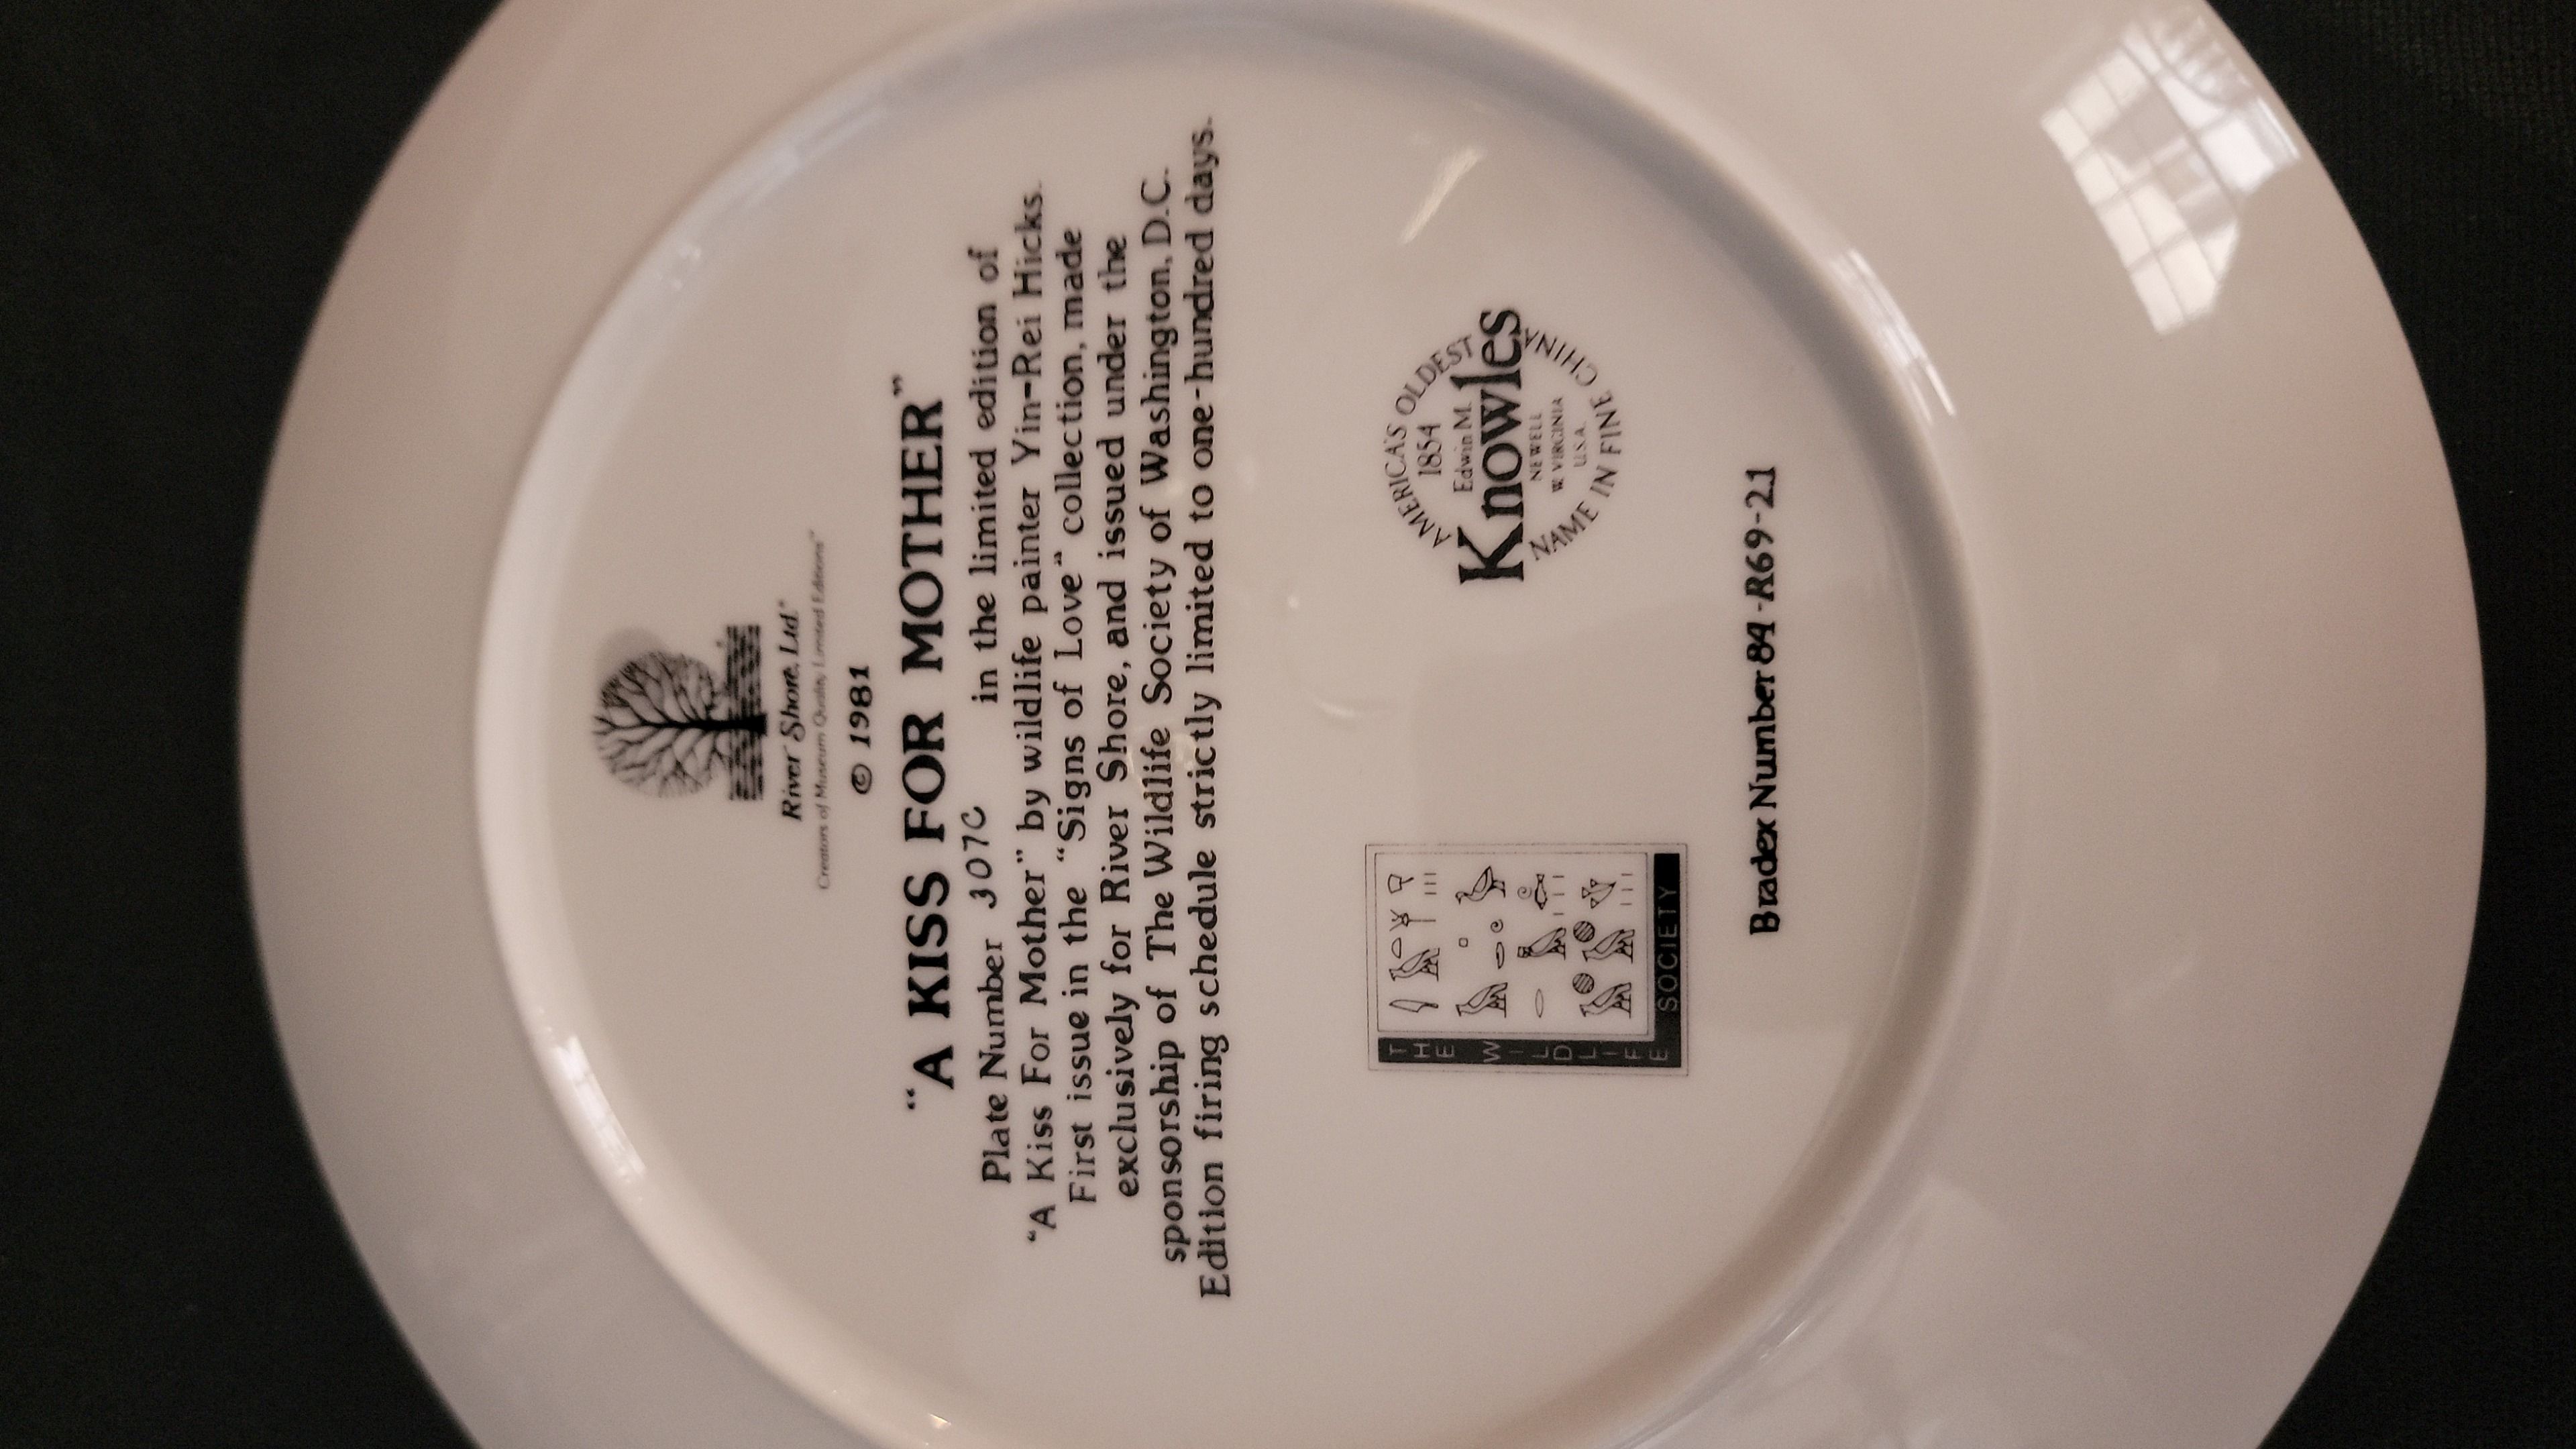 River Shore, Ltd.™
Creators of Museum Quality Limited Editions™
© 1981
“A KISS FOR MOTHER”
Plate Number 307C in the limited edition of
“A Kiss For Mother” by wildlife painter Yin-Rei Hicks.
First issue in the “Signs of Love” collection, made
exclusively for River Shore, and issued under the
sponsorship of The Wildlife Society of Washington, D.C.
Edition firing schedule strictly limited to one-hundred days.
THE WILDLIFE
SOCIETY
AMERICA'S OLDEST
1854
Edwin M.
Knowles
NEWELL
W VIRGINIA
U.S.A.
NAME IN FINE CHINA
Bradex Number 84-R69-2.1